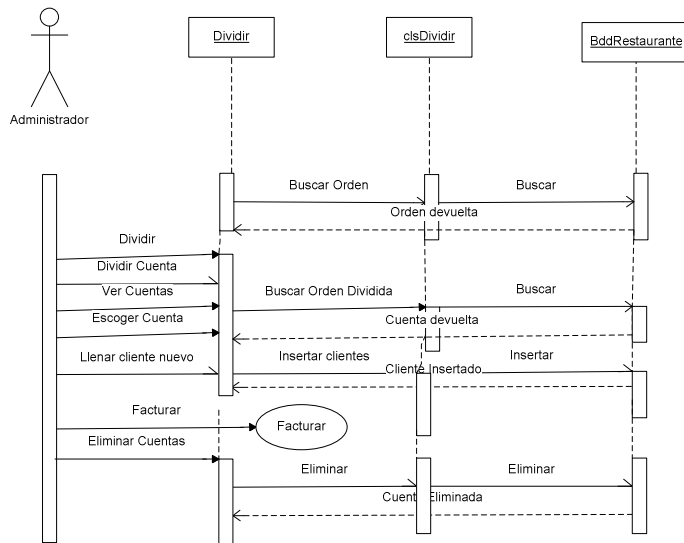 Dividir
clsDividir
BddRestaurante
Administrador
Buscar Orden
Buscar
Orden devuelta
Dividir
Dividir Cuenta
Ver Cuentas
Buscar Orden Dividida
Buscar
Escoger Cuenta
Cuenta devuelta
Llenar cliente nuevo
Insertar clientes
Insertar
Cliente Insertado
Facturar
Facturar
Eliminar Cuentas
Eliminar
Eliminar
Cuenta Eliminada